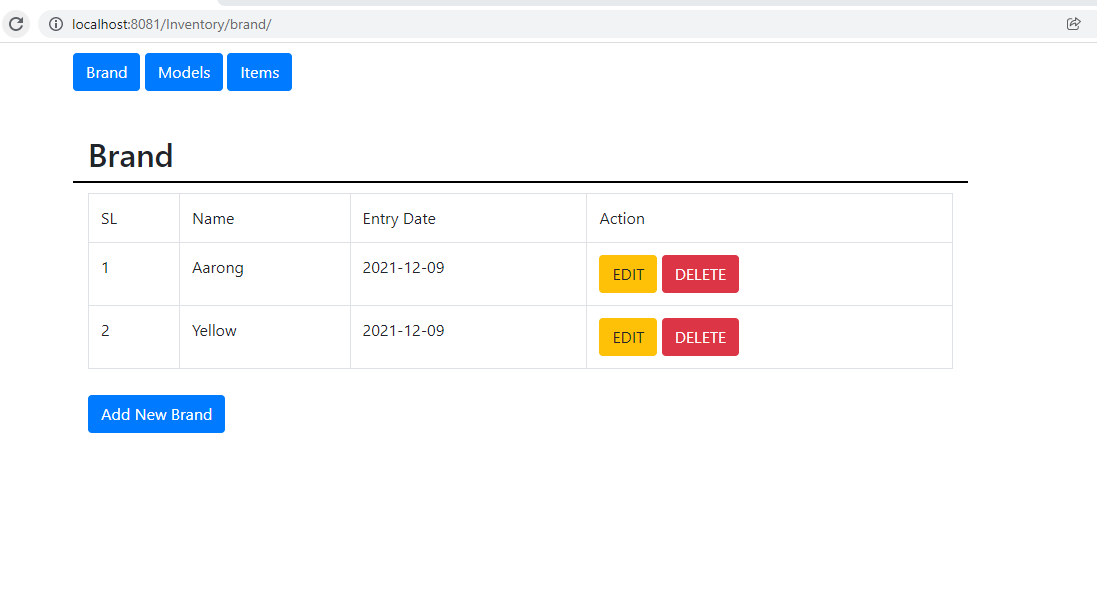 localhost:8081/Inventory/brand/
Brand Models Items
Brand
SL Name Entry Date Action
1 Aarong 2021-12-09 EDIT DELETE
2 Yellow 2021-12-09 EDIT DELETE
Add New Brand